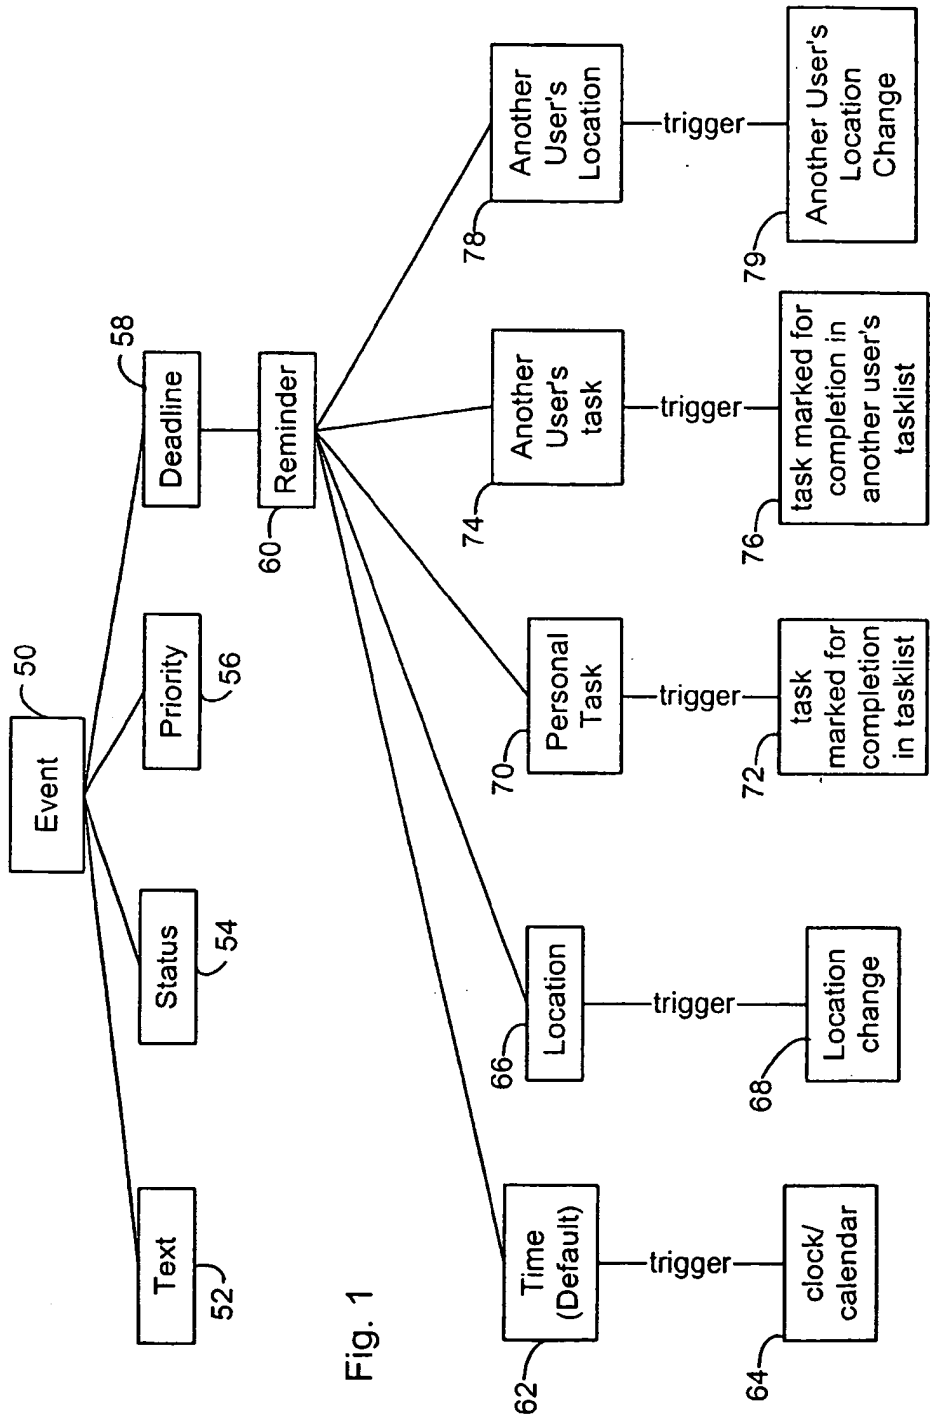 Event
50
Text
52
Status
54
Priority
56
Deadline
58
Reminder
60
Fig. 1
Time
(Default)
62
trigger
clock/
calendar
64
Location
66
trigger
Location
change
68
Personal
Task
70
trigger
task
marked for
completion
in tasklist
72
Another
User's
task
74
trigger
task marked for
completion in
another user's
tasklist
76
Another
User's
Location
78
trigger
Another User's
Location
Change
79